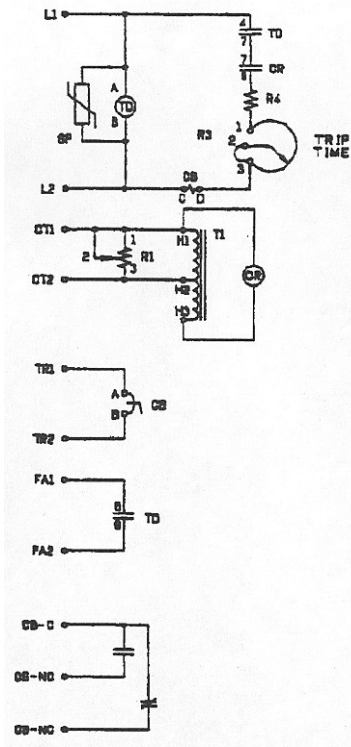 L1
4
7
TD
A
TD
B
SP
7
8
CR
R4
R3
1
2
3
TRIP
TIME
L2
CB
C D
CT1
1
2
R1
3
H1
T1
CR
CT2
H2
H3
TR1
A
B
CB
TR2
FA1
8
6
TD
FA2
CB-C
CB-NO
CB-NC